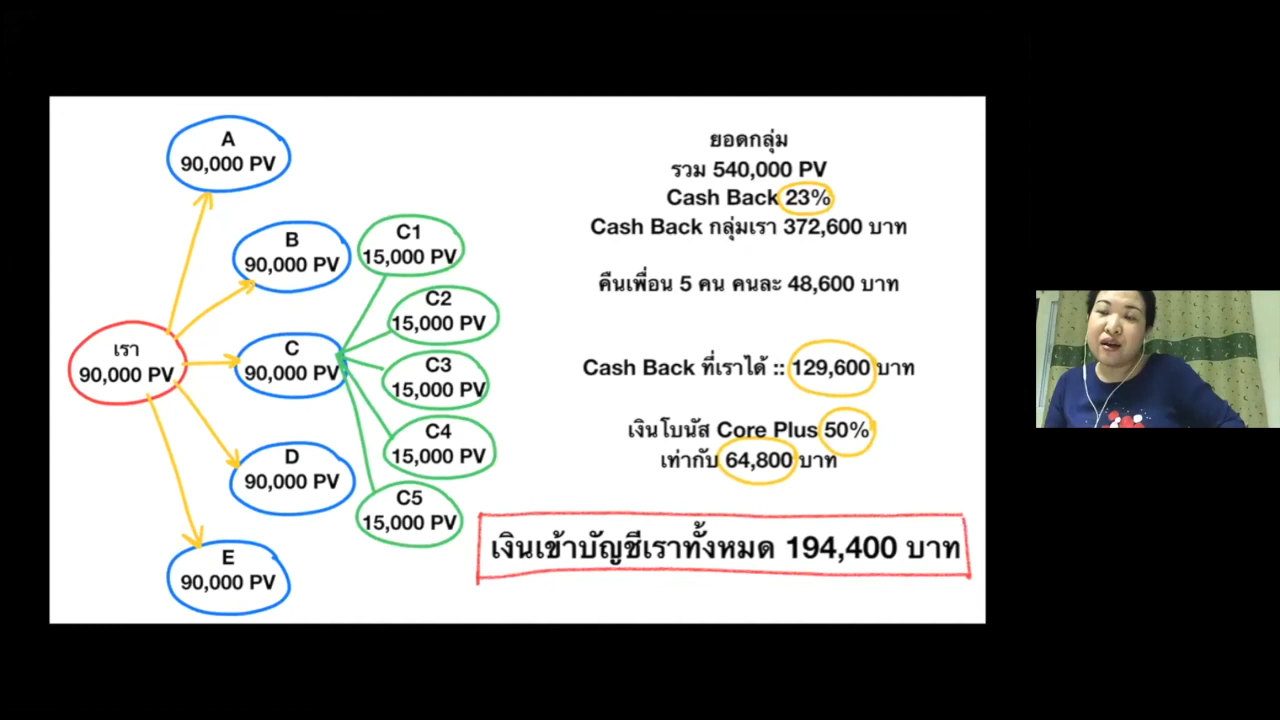 A
90,000 PV
B
90,000 PV
เรา
90,000 PV
C
90,000 PV
D
90,000 PV
E
90,000 PV
C1
15,000 PV
C2
15,000 PV
C3
15,000 PV
C4
15,000 PV
C5
15,000 PV
ยอดกลุ่ม
รวม 540,000 PV
Cash Back 23%
Cash Back กลุ่มเรา 372,600 บาท
คืนเพื่อน 5 คน คนละ 48,600 บาท
Cash Back ที่เราได้ :: 129,600 บาท
เงินโบนัส Core Plus 50%
เท่ากับ 64,800 บาท
เงินเข้าบัญชีเราทั้งหมด 194,400 บาท